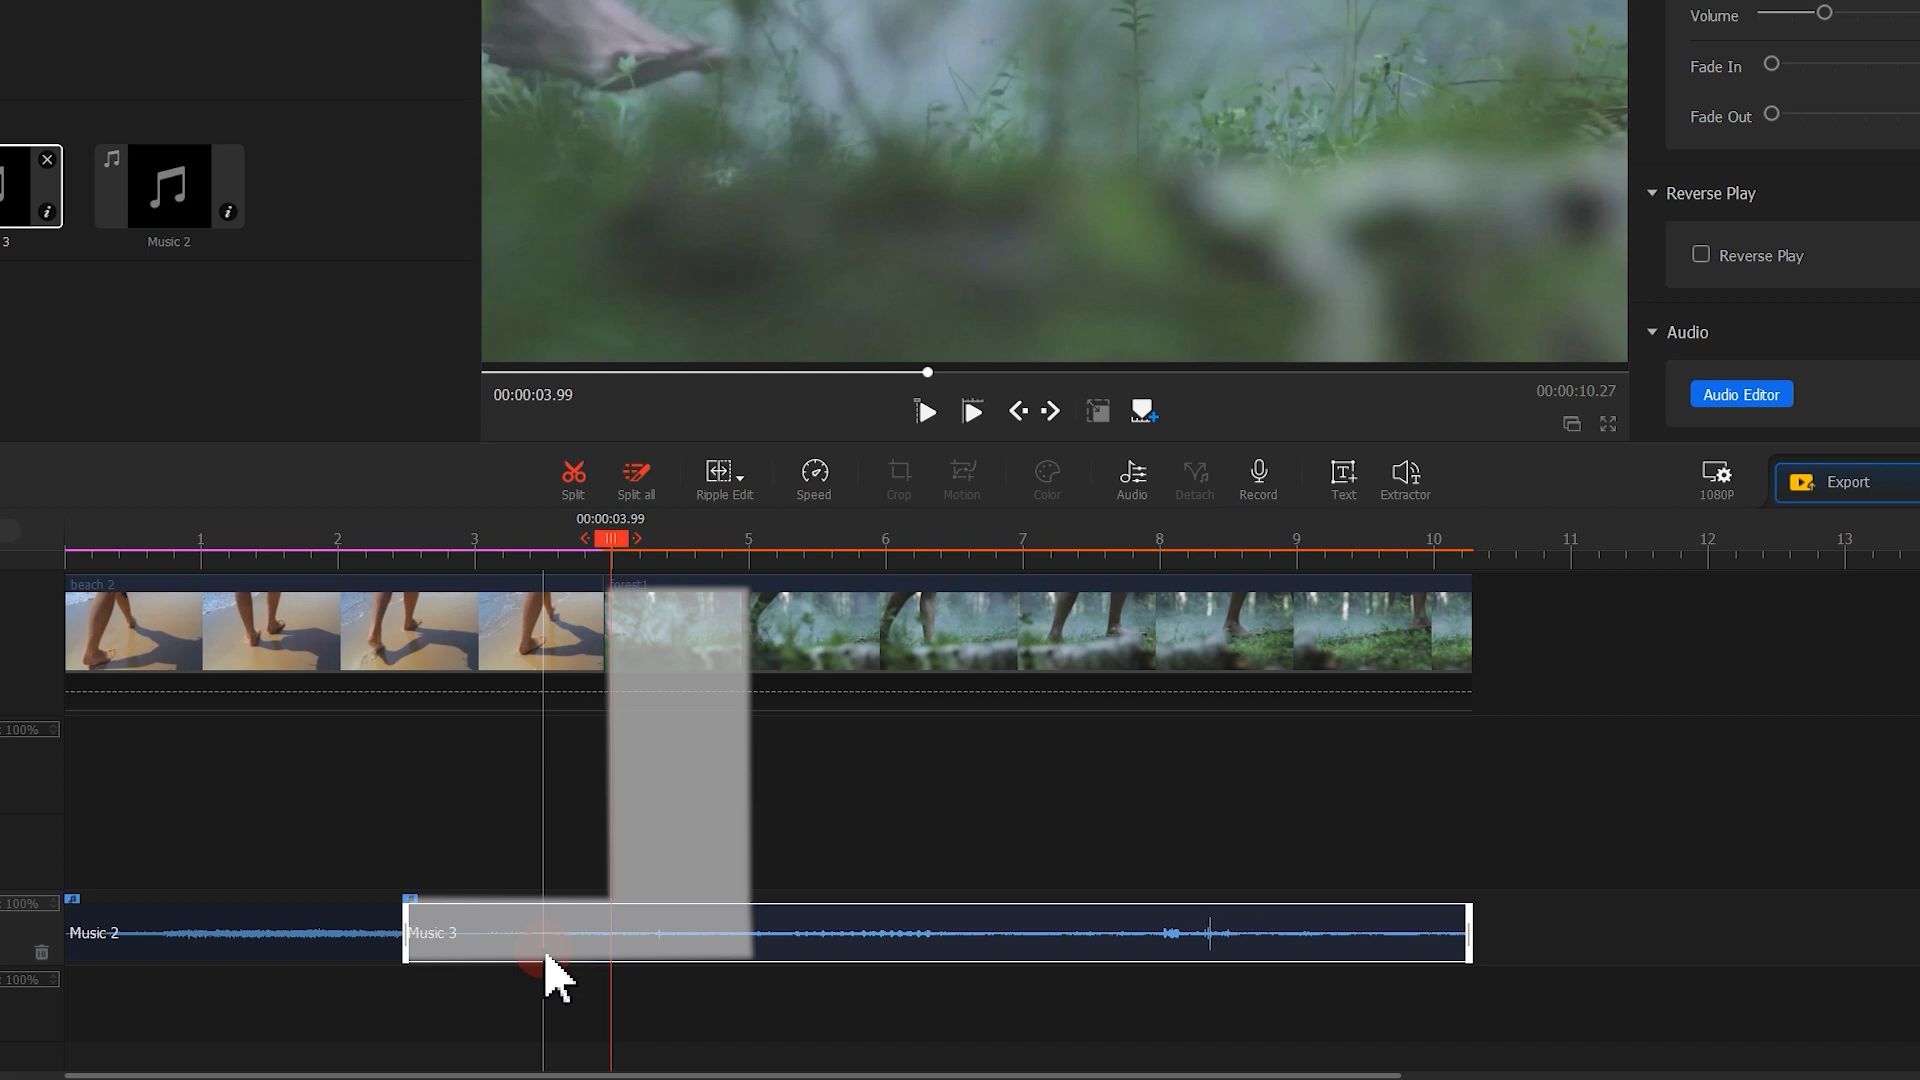 Volume
Fade In
Fade Out
3
Music 2
Reverse Play
Reverse Play
Audio
Audio Editor
00:00:03.99
00:00:10.27
Split
Split all
Ripple Edit
Speed
Crop
Motion
Color
Audio
Detach
Record
Text
Extractor
1080P
Export
00:00:03.99
1 2 3 5 6 7 8 9 10 11 12 13
beach 2
forest1
: 100%
: 100%
Music 2
Music 3
: 100%